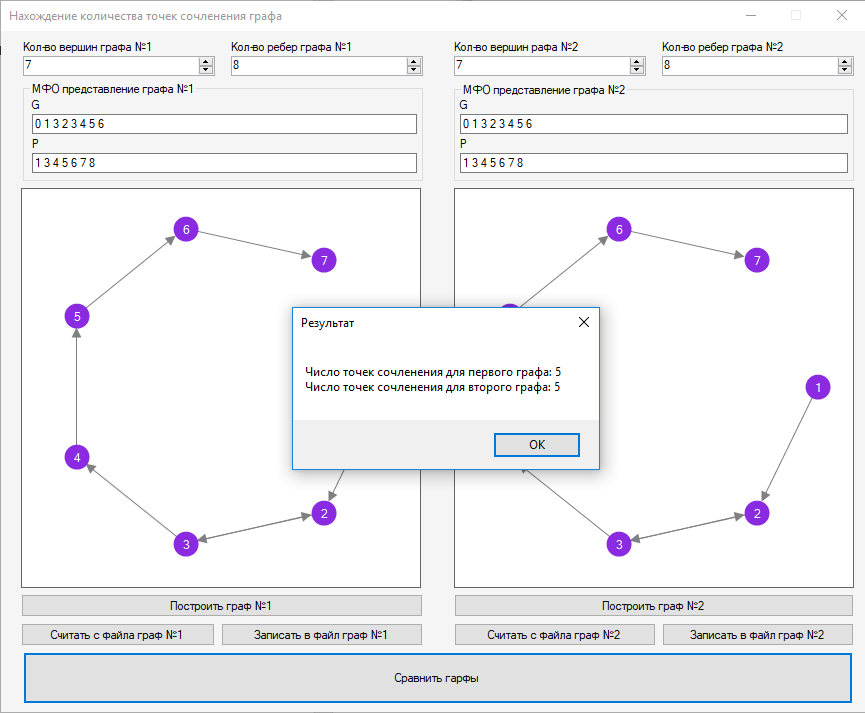 Нахождение количества точек сочленения графа
Кол-во вершин графа №1
Кол-во ребер графа №1
Кол-во вершин рафа №2
Кол-во ребер графа №2
7
8
7
8
МФО представление графа №1
МФО представление графа №2
G
G
0 1 3 2 3 4 5 6
0 1 3 2 3 4 5 6
P
P
1 3 4 5 6 7 8
1 3 4 5 6 7 8
6
7
5
4
3
2
6
7
1
2
3
Результат
Число точек сочленения для первого графа: 5
Число точек сочленения для второго графа: 5
OK
Построить граф №1
Построить граф №2
Считать с файла граф №1
Записать в файл граф №1
Считать с файла граф №2
Записать в файл граф №2
Сравнить гарфы